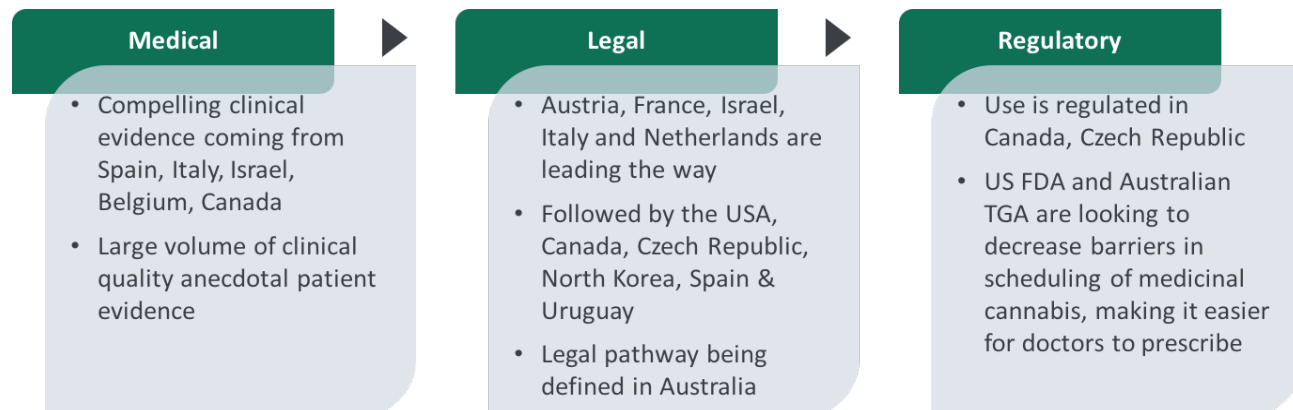 Medical
• Compelling clinical
evidence coming from
Spain, Italy, Israel,
Belgium, Canada
• Large volume of clinical
quality anecdotal patient
evidence
Legal
• Austria, France, Israel,
Italy and Netherlands are
leading the way
• Followed by the USA,
Canada, Czech Republic,
North Korea, Spain &
Uruguay
• Legal pathway being
defined in Australia
Regulatory
• Use is regulated in
Canada, Czech Republic
• US FDA and Australian
TGA are looking to
decrease barriers in
scheduling of medicinal
cannabis, making it easier
for doctors to prescribe